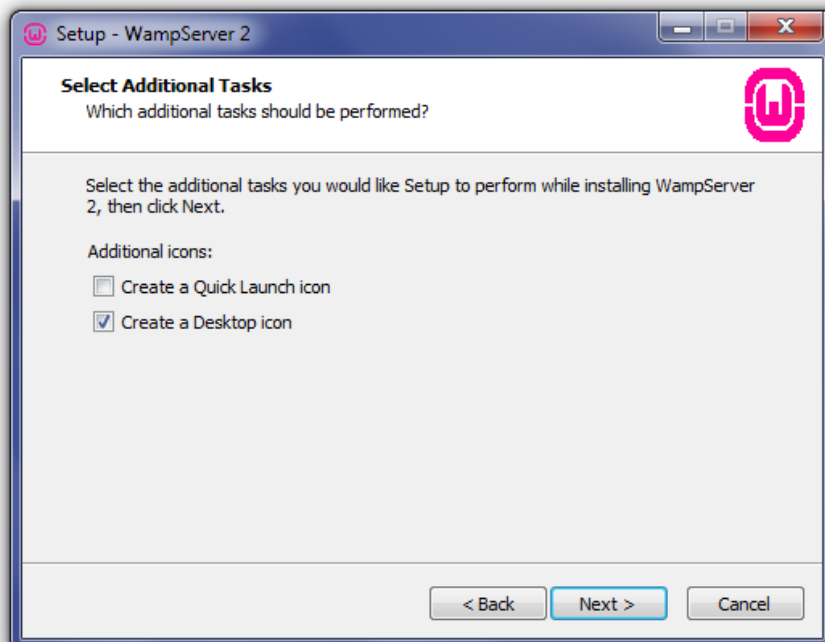 Setup - WampServer 2
Select Additional Tasks
Which additional tasks should be performed?
Select the additional tasks you would like Setup to perform while installing WampServer
2, then click Next.
Additional icons:
Create a Quick Launch icon
Create a Desktop icon
< Back
Next >
Cancel